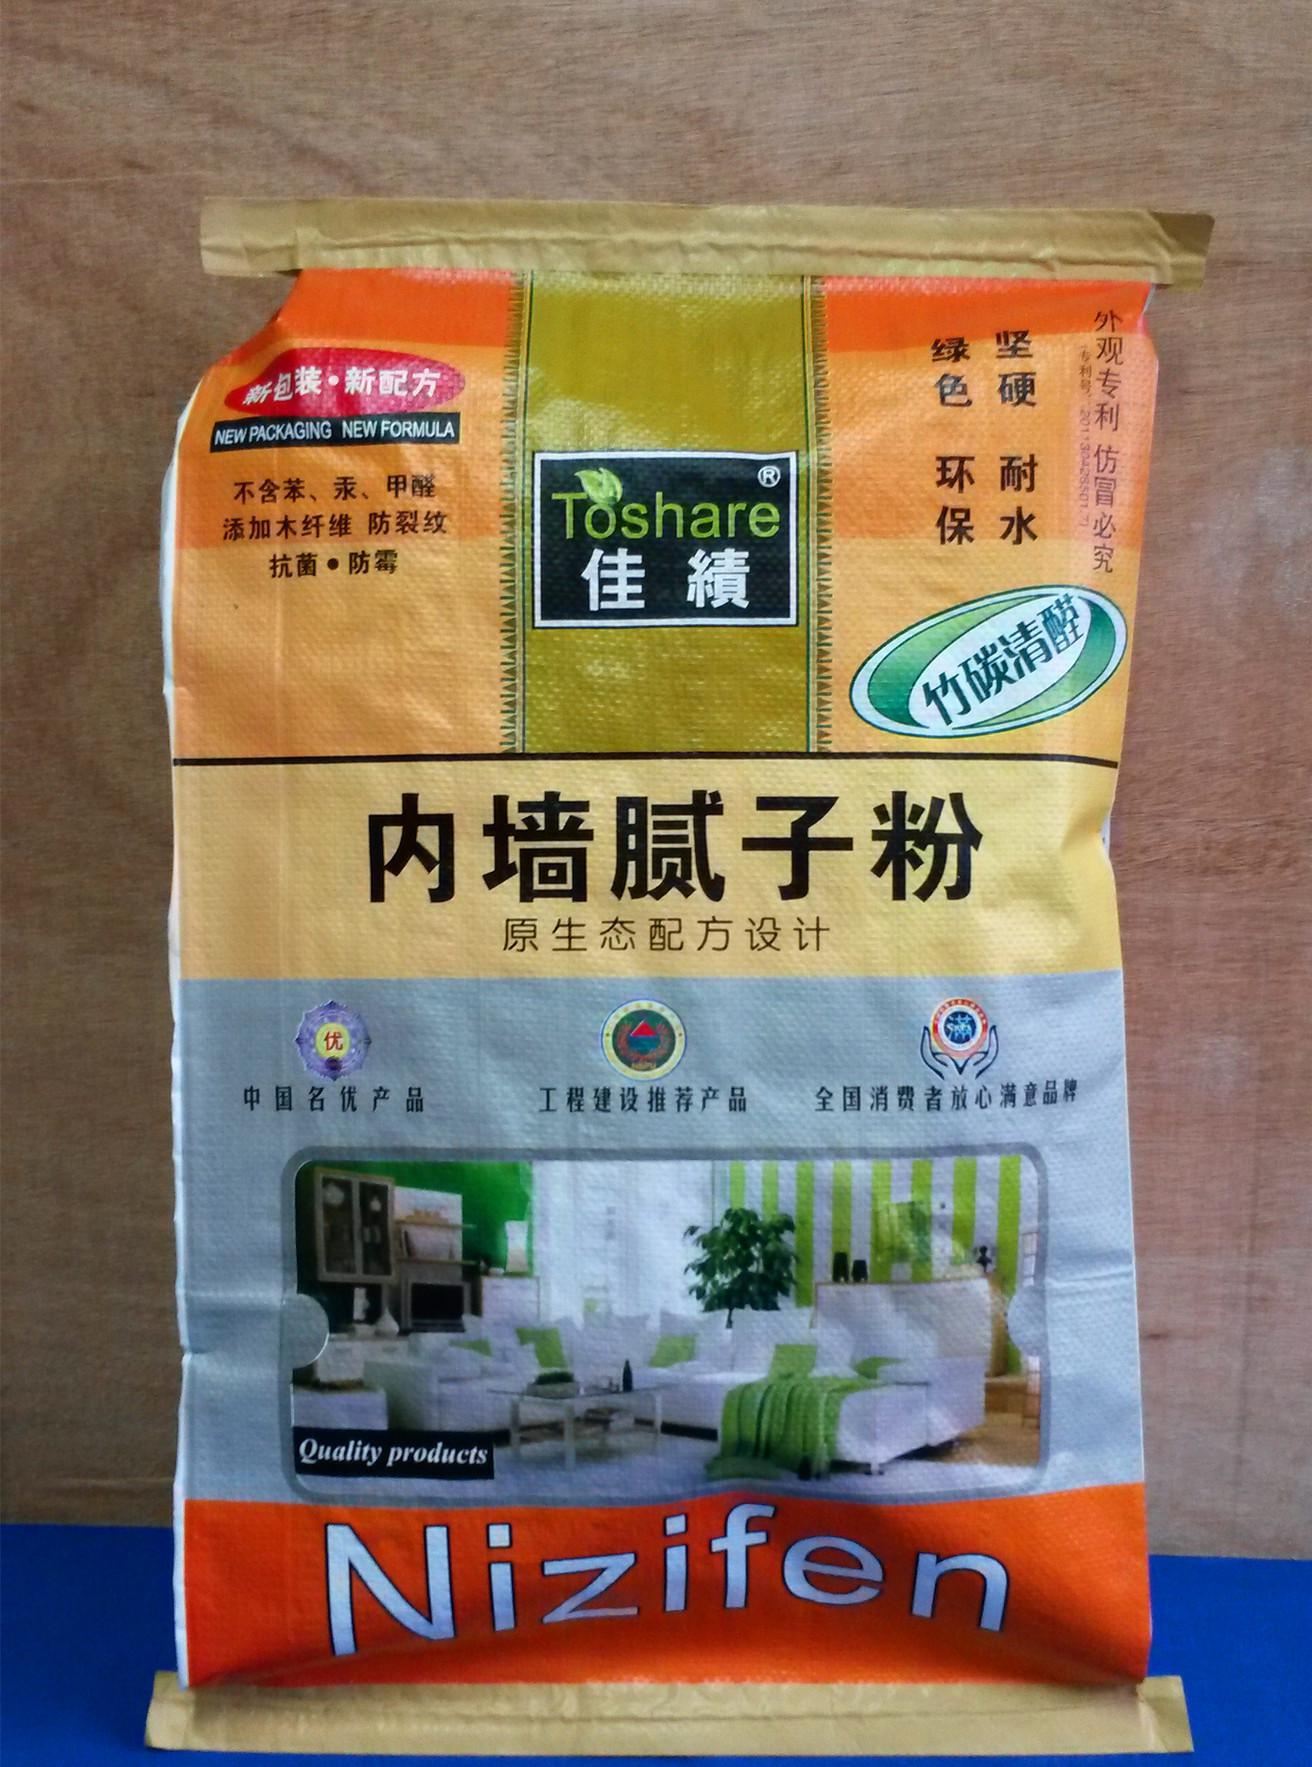 新包装·新配方
NEW PACKAGING NEW FORMULA
不含苯、汞、甲醛
添加木纤维 防裂纹
抗菌·防霉
Toshare®
佳績
坚硬 耐水
绿色 环保
外观专利 仿冒必究
竹碳清醛
内墙腻子粉
原生态配方设计
优
中国名优产品
工程建设推荐产品
全国消费者放心满意品牌
Quality products
Nizifen